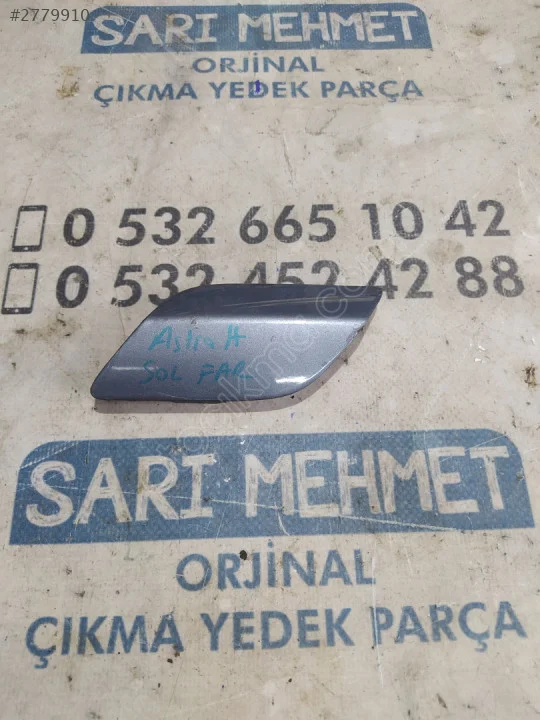 #2779910
SARI MEHMET
ORJİNAL
ÇIKMA YEDEK PARÇA
0 532 665 10 42
0 532 452 42 88
Astra H
SOL FAR
SARI MEHMET
ORJİNAL
ÇIKMA YEDEK PARÇA